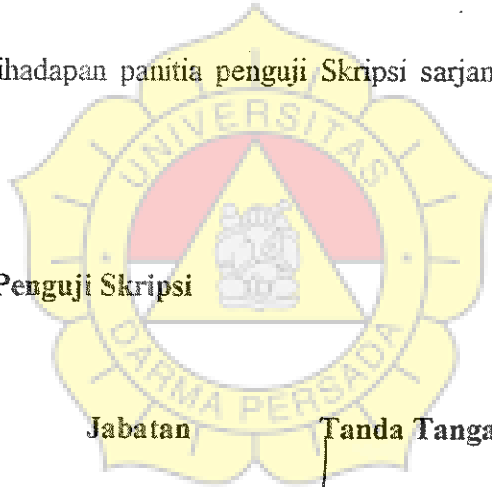 ihadapan panitia penguji Skripsi sarjan
UNIVERSITAS
Penguji Skripsi
DARMA PERSADA
Jabatan Tanda Tanga